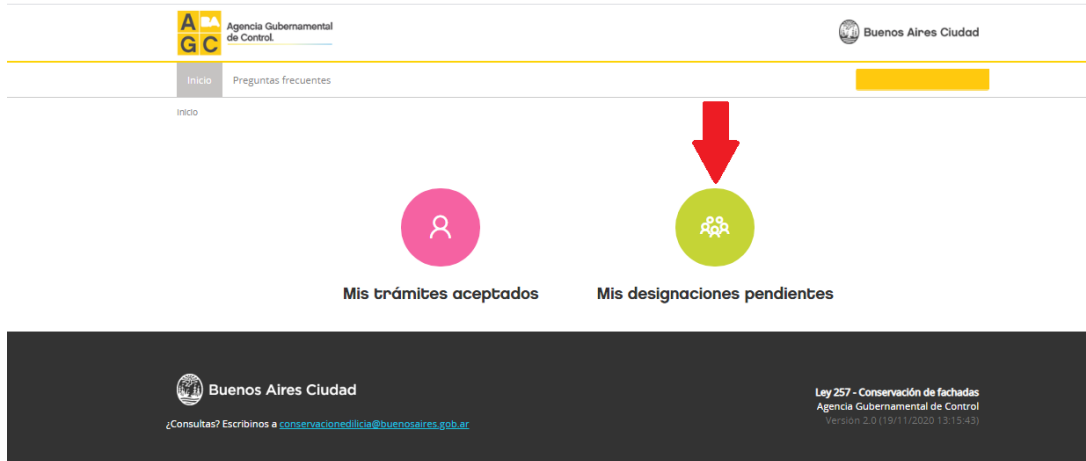 A BA
G C
Agencia Gubernamental
de Control.
Buenos Aires Ciudad
Inicio
Preguntas frecuentes
Inicio
Mis trámites aceptados
Mis designaciones pendientes
Buenos Aires Ciudad
¿Consultas? Escribinos a conservacionedilicia@buenosaires.gob.ar
Ley 257 - Conservación de fachadas
Agencia Gubernamental de Control
Versión 2.0 (19/11/2020 13:15:43)